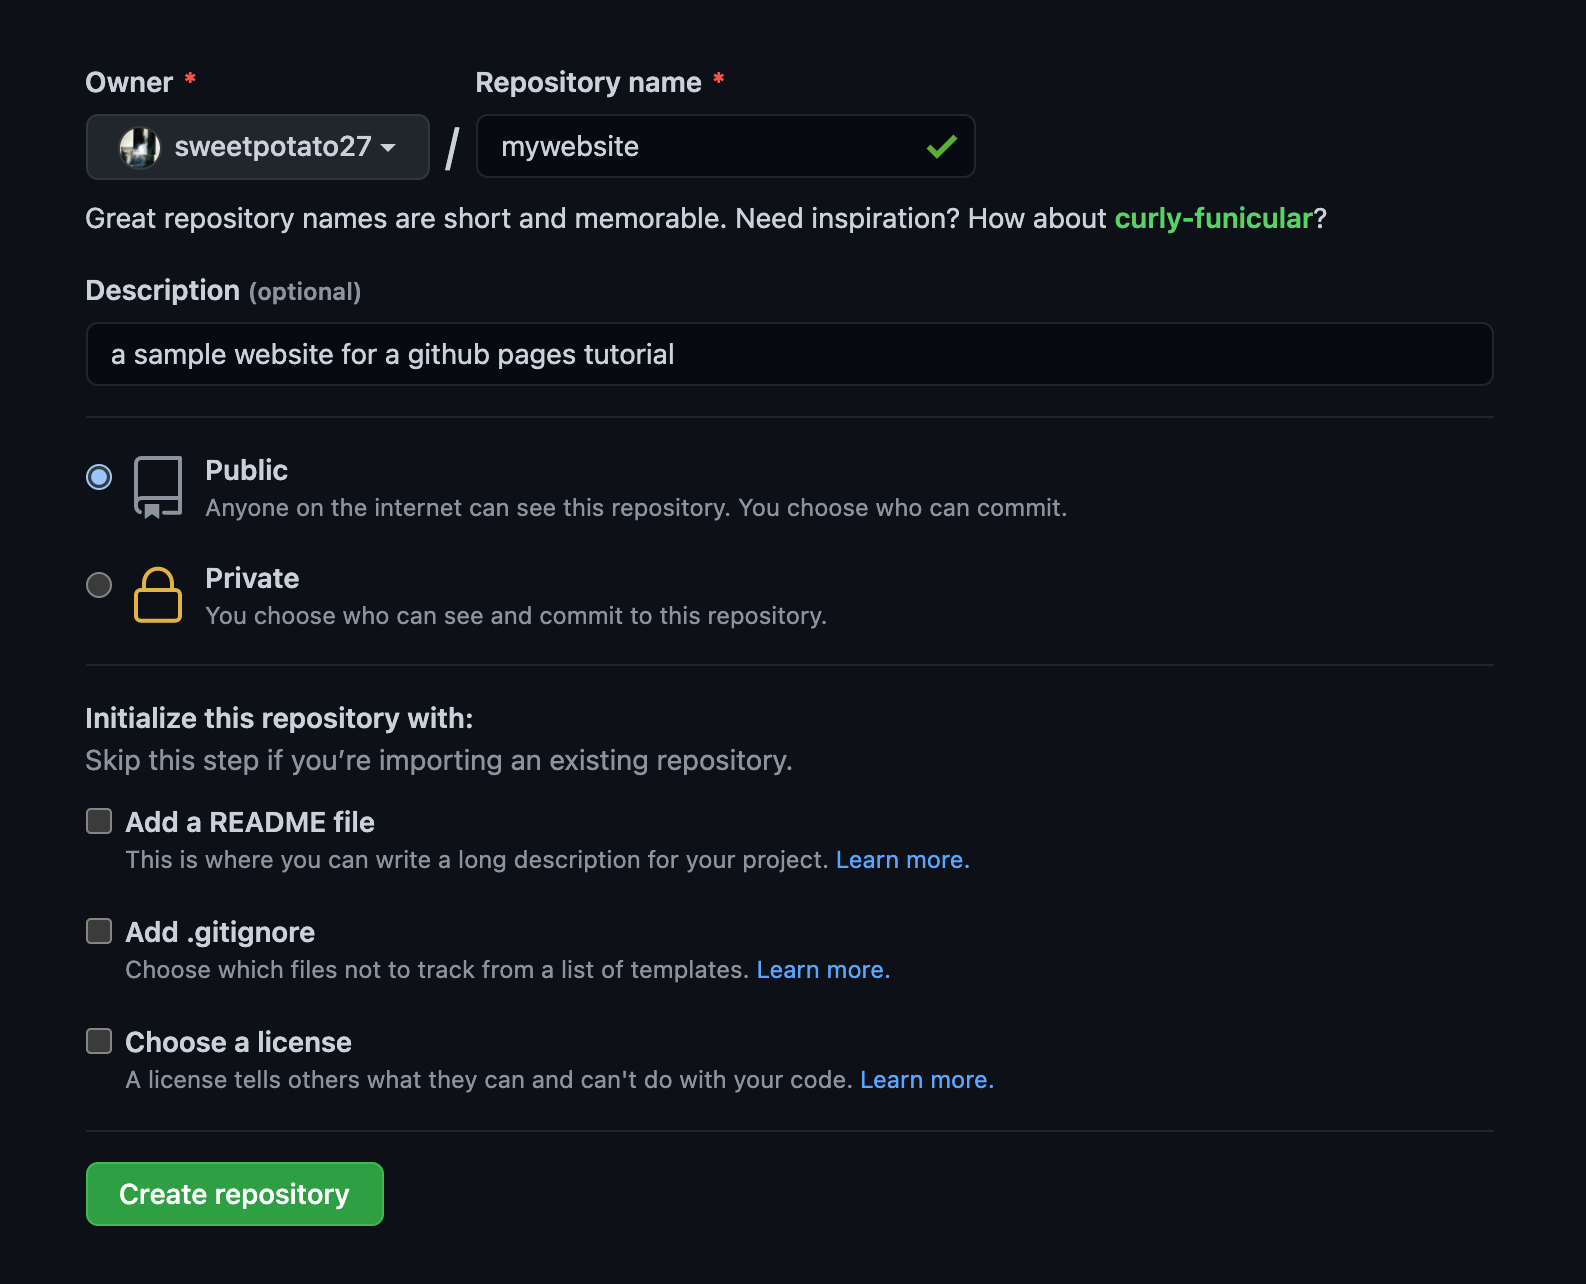 Owner *
Repository name *
sweetpotato27 / mywebsite
Great repository names are short and memorable. Need inspiration? How about curly-funicular?
Description (optional)
a sample website for a github pages tutorial
Public
Anyone on the internet can see this repository. You choose who can commit.
Private
You choose who can see and commit to this repository.
Initialize this repository with:
Skip this step if you’re importing an existing repository.
Add a README file
This is where you can write a long description for your project. Learn more.
Add .gitignore
Choose which files not to track from a list of templates. Learn more.
Choose a license
A license tells others what they can and can't do with your code. Learn more.
Create repository